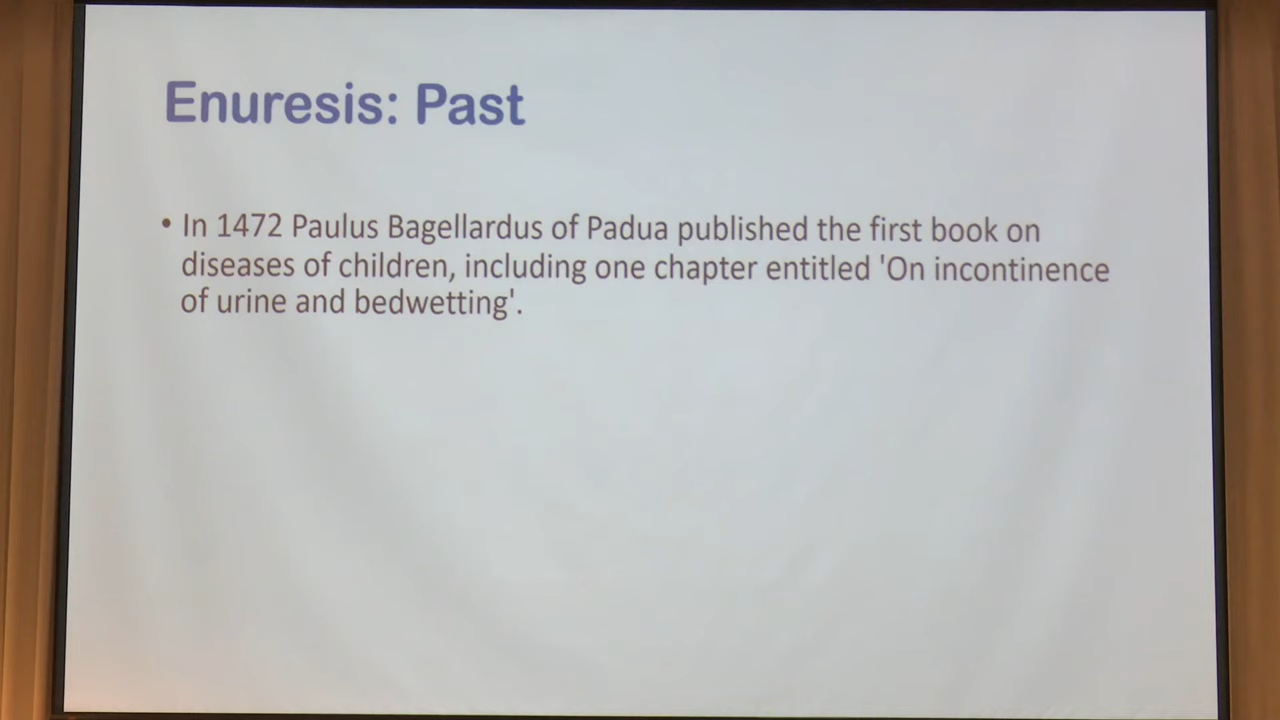 Enuresis: Past
• In 1472 Paulus Bagellardus of Padua published the first book on
diseases of children, including one chapter entitled 'On incontinence
of urine and bedwetting'.